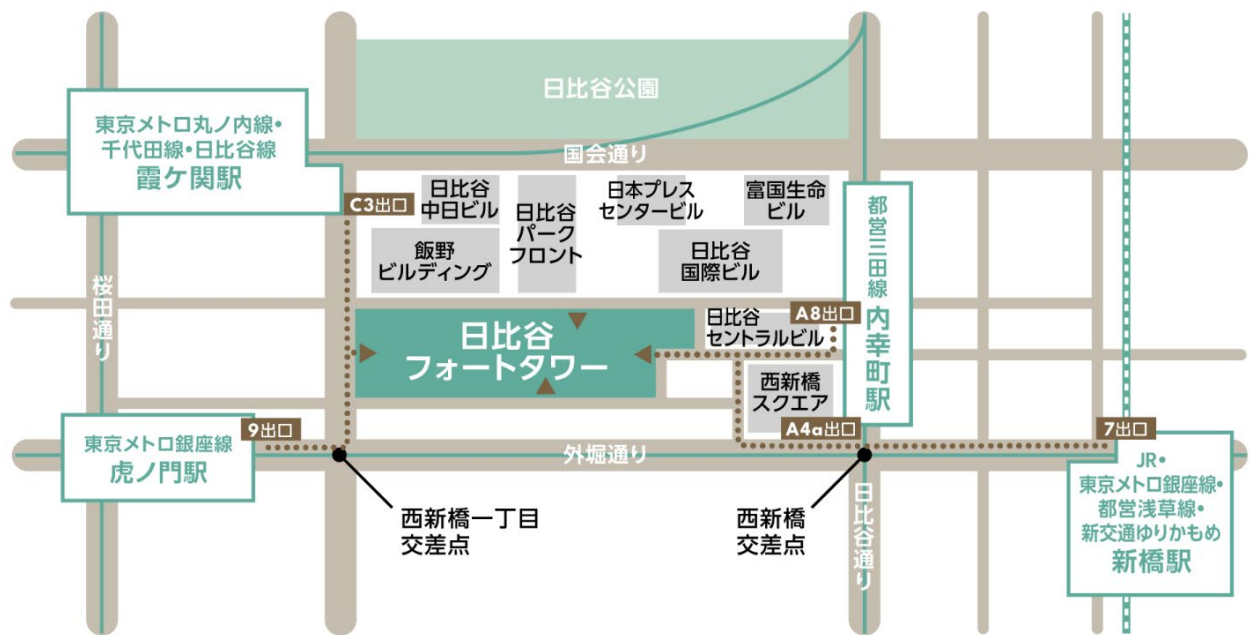 日比谷公園
東京メトロ丸ノ内線・
千代田線・日比谷線
霞ケ関駅
国会通り
C3出口
日比谷
中日ビル
日比谷
パーク
フロント
日本プレス
センタービル
富国生命
ビル
飯野
ビルディング
日比谷
国際ビル
都営三田線
内幸町駅
桜田通り
日比谷
フォートタワー
日比谷
セントラルビル
A8出口
西新橋
スクエア
A4a出口
9出口
7出口
東京メトロ銀座線
虎ノ門駅
外堀通り
JR・
東京メトロ銀座線・
都営浅草線・
新交通ゆりかもめ
新橋駅
西新橋一丁目
交差点
西新橋
交差点
日比谷通り